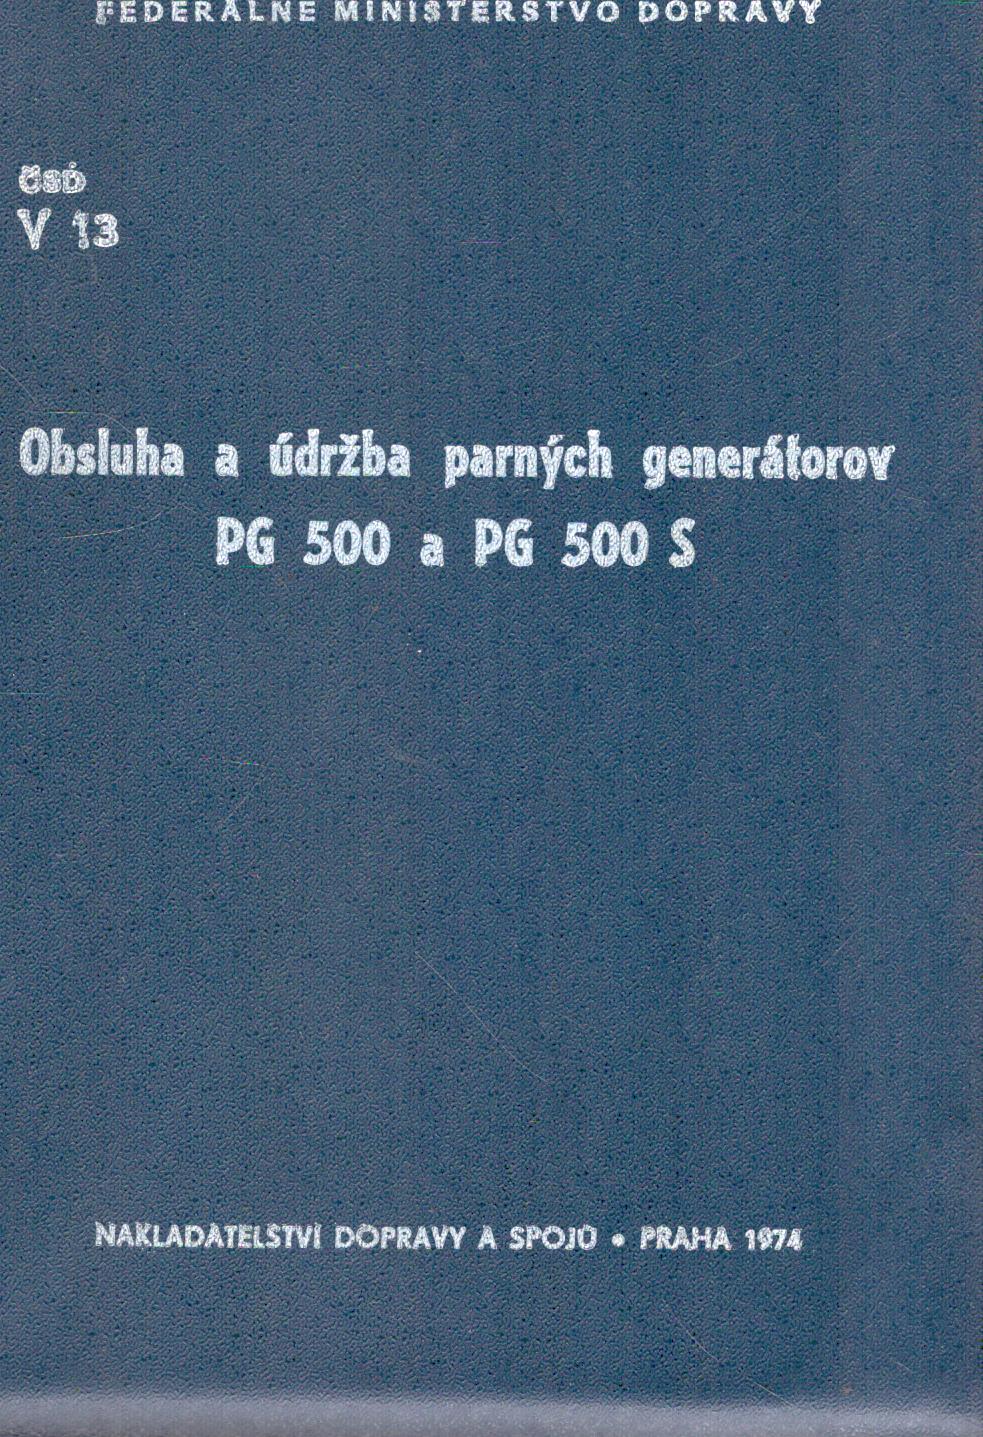 FEDERÁLNE MINISTERSTVO DOPRAVY
ČSD
V 13
Obsluha a údržba parných generátorov
PG 500 a PG 500 S
NAKLADATELSTVÍ DOPRAVY A SPOJŮ • PRAHA 1974